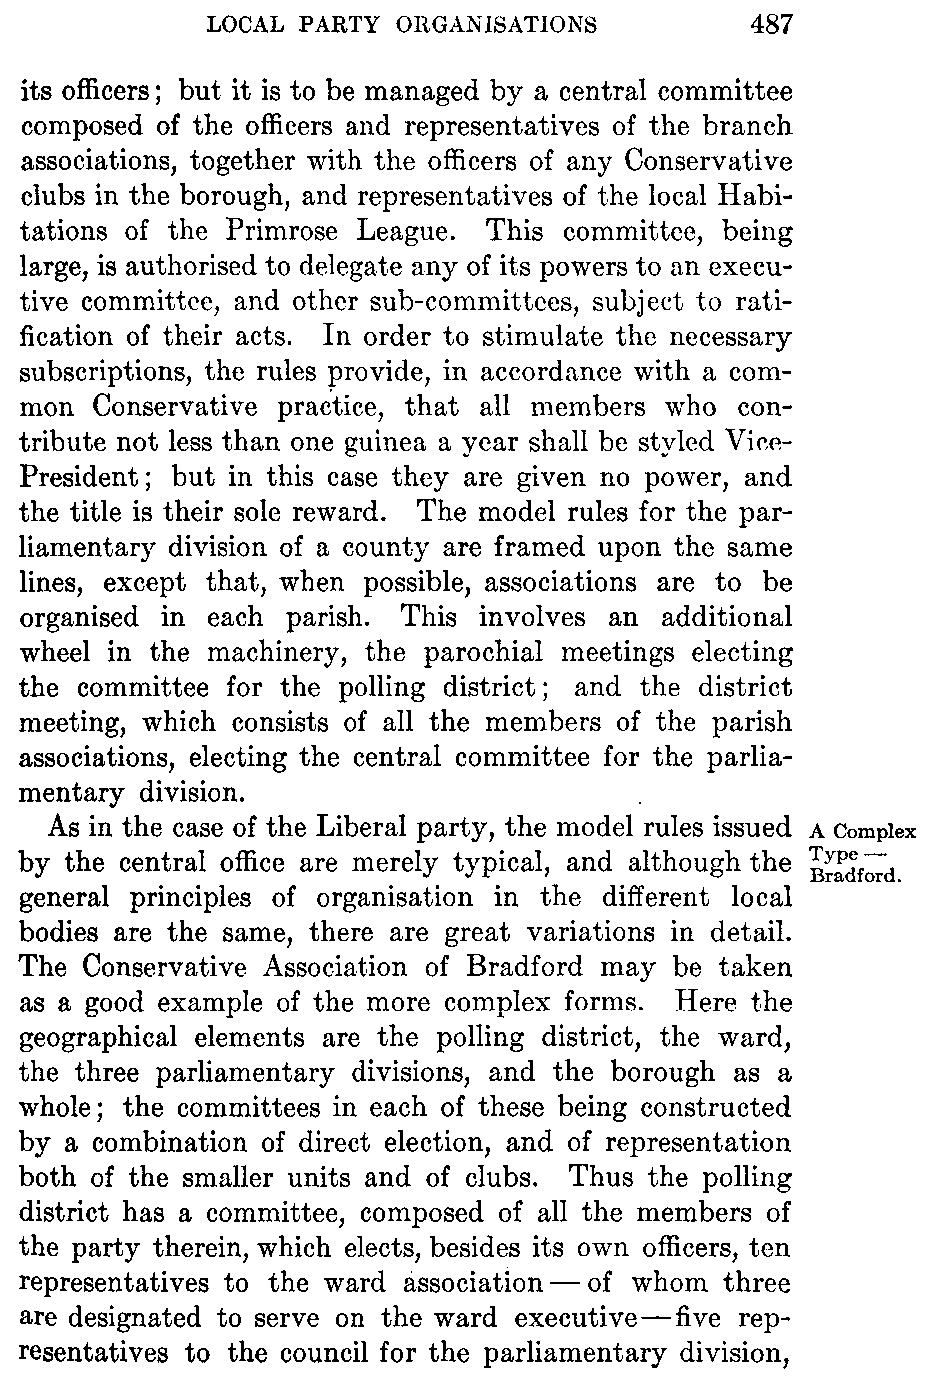 LOCAL PARTY ORGANISATIONS 487
its officers; but it is to be managed by a central committee
composed of the officers and representatives of the branch
associations, together with the officers of any Conservative
clubs in the borough, and representatives of the local Habi-
tations of the Primrose League. This committee, being
large, is authorised to delegate any of its powers to an execu-
tive committee, and other sub-committees, subject to rati-
fication of their acts. In order to stimulate the necessary
subscriptions, the rules provide, in accordance with a com-
mon Conservative practice, that all members who con-
tribute not less than one guinea a year shall be styled Vice-
President; but in this case they are given no power, and
the title is their sole reward. The model rules for the par-
liamentary division of a county are framed upon the same
lines, except that, when possible, associations are to be
organised in each parish. This involves an additional
wheel in the machinery, the parochial meetings electing
the committee for the polling district; and the district
meeting, which consists of all the members of the parish
associations, electing the central committee for the parlia-
mentary division.
As in the case of the Liberal party, the model rules issued
by the central office are merely typical, and although the
general principles of organisation in the different local
bodies are the same, there are great variations in detail.
The Conservative Association of Bradford may be taken
as a good example of the more complex forms. Here the
geographical elements are the polling district, the ward,
the three parliamentary divisions, and the borough as a
whole; the committees in each of these being constructed
by a combination of direct election, and of representation
both of the smaller units and of clubs. Thus the polling
district has a committee, composed of all the members of
the party therein, which elects, besides its own officers, ten
representatives to the ward association — of whom three
are designated to serve on the ward executive — five rep-
resentatives to the council for the parliamentary division,
A Complex
Type —
Bradford.